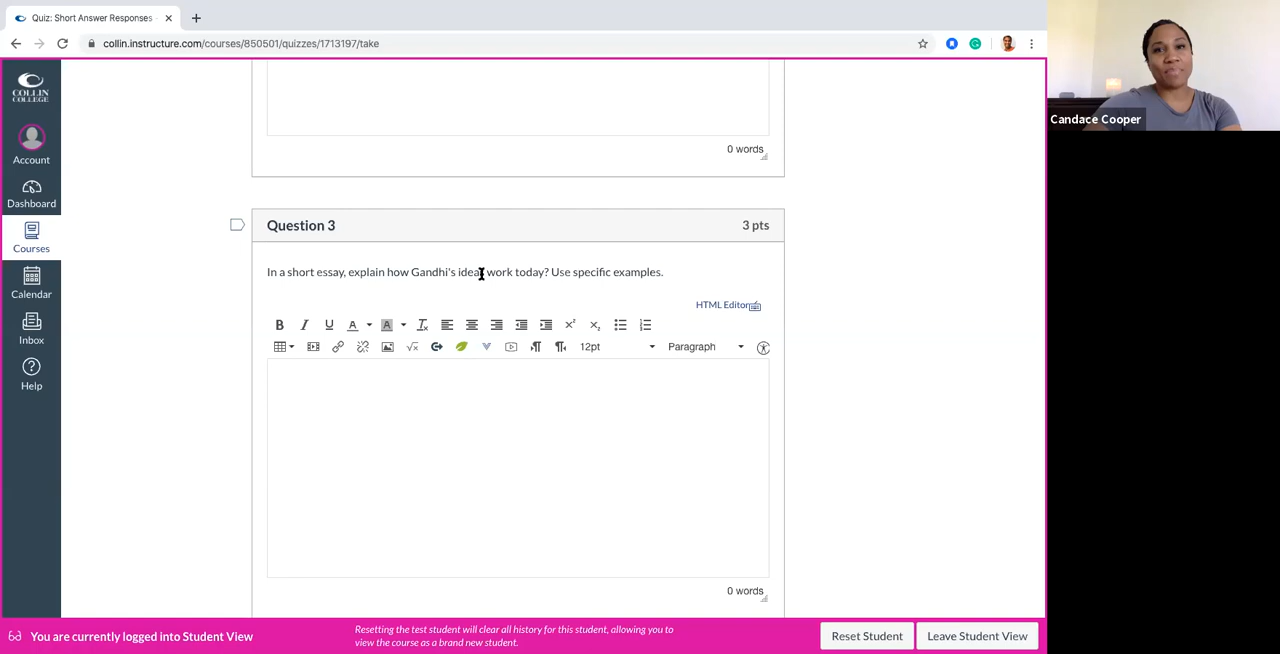 Quiz: Short Answer Responses
collin.instructure.com/courses/850501/quizzes/1713197/take
COLLIN
COLLEGE
Account
Dashboard
Courses
Calendar
Inbox
Help
0 words
Question 3
3 pts
In a short essay, explain how Gandhi's ideas work today? Use specific examples.
HTML Editor
12pt
Paragraph
0 words
You are currently logged into Student View
Resetting the test student will clear all history for this student, allowing you to
view the course as a brand new student.
Reset Student
Leave Student View
Candace Cooper